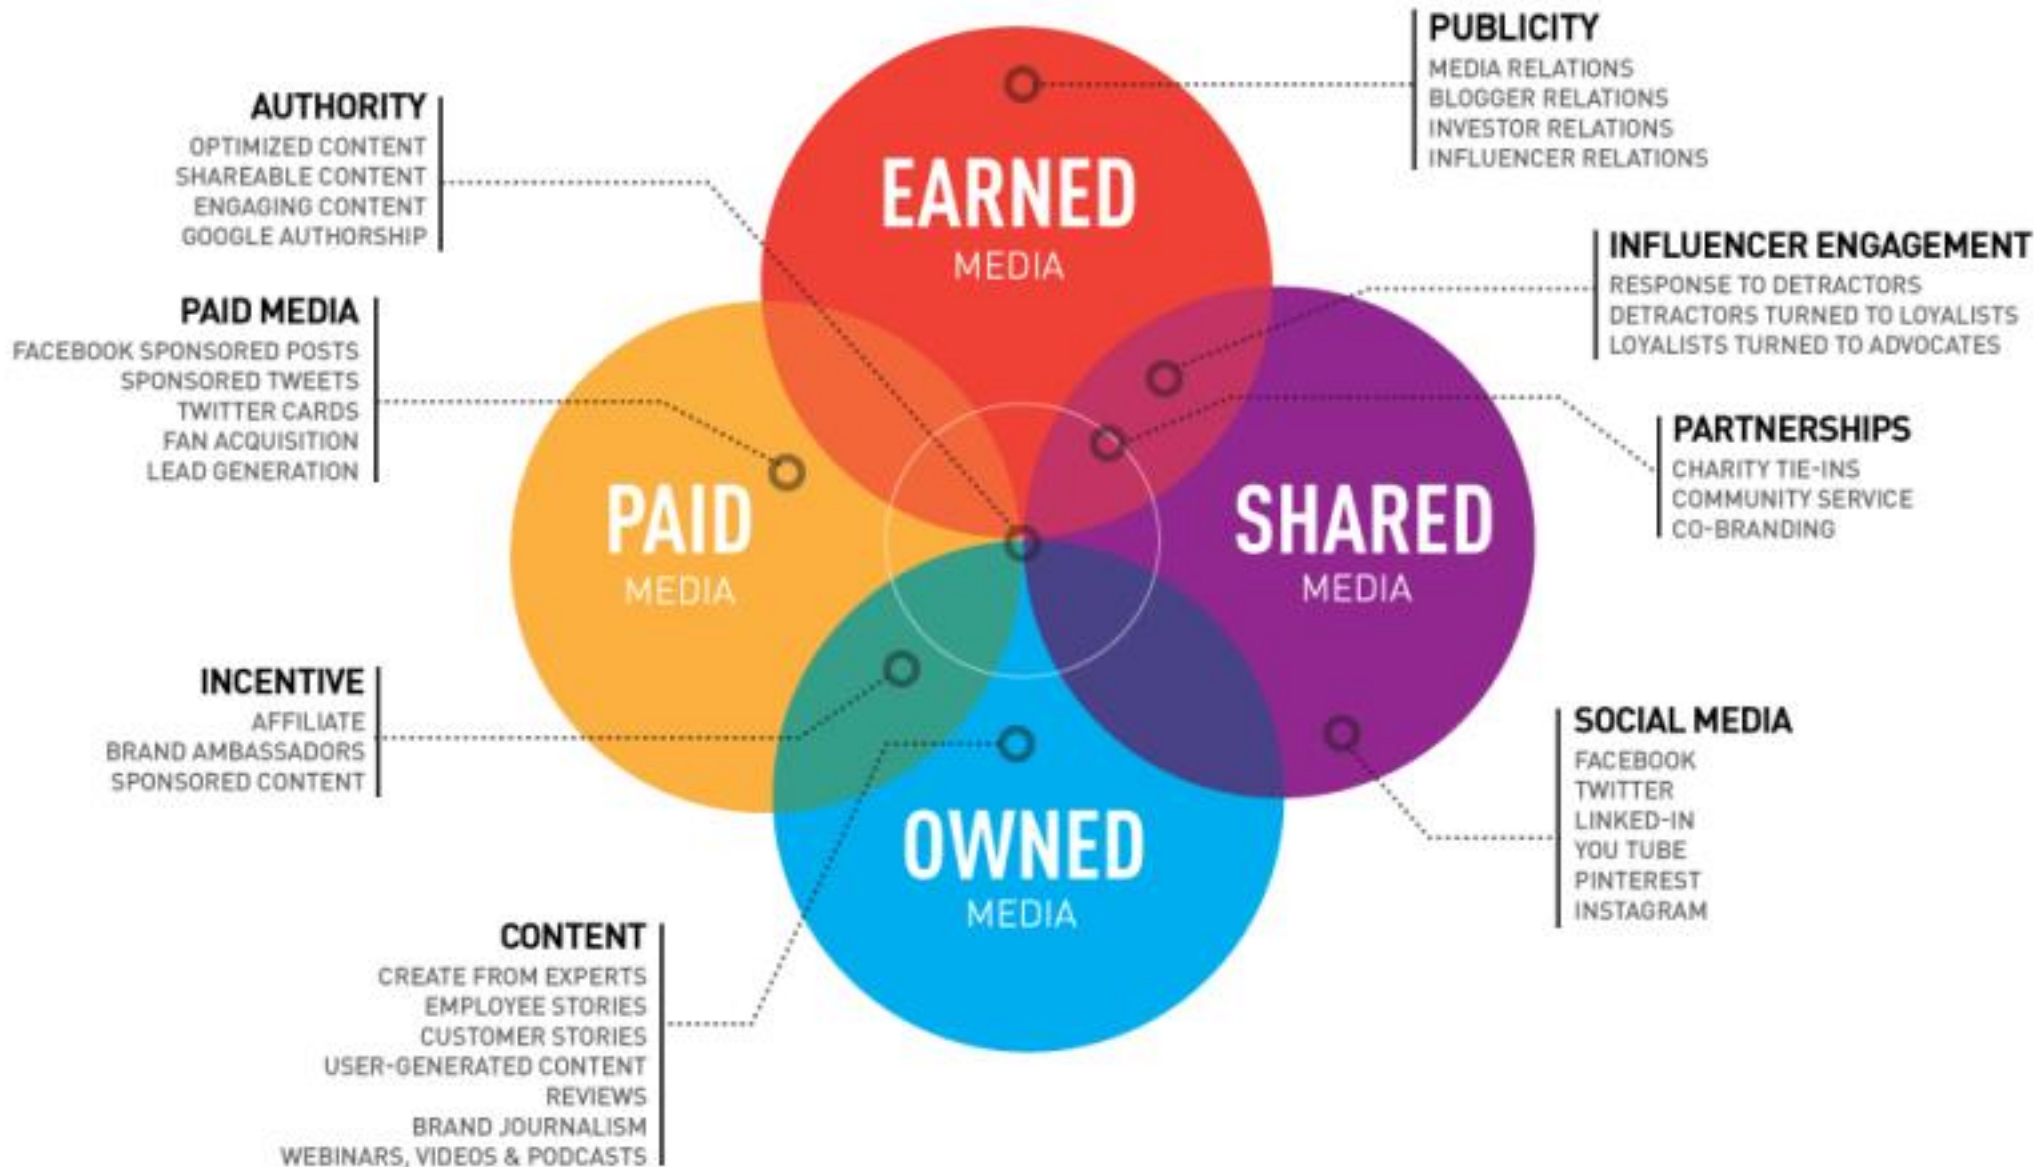 AUTHORITY
OPTIMIZED CONTENT
SHAREABLE CONTENT
ENGAGING CONTENT
GOOGLE AUTHORSHIP
PAID MEDIA
FACEBOOK SPONSORED POSTS
SPONSORED TWEETS
TWITTER CARDS
FAN ACQUISITION
LEAD GENERATION
INCENTIVE
AFFILIATE
BRAND AMBASSADORS
SPONSORED CONTENT
CONTENT
CREATE FROM EXPERTS
EMPLOYEE STORIES
CUSTOMER STORIES
USER-GENERATED CONTENT
REVIEWS
BRAND JOURNALISM
WEBINARS, VIDEOS & PODCASTS
EARNED
MEDIA
PAID
MEDIA
SHARED
MEDIA
OWNED
MEDIA
PUBLICITY
MEDIA RELATIONS
BLOGGER RELATIONS
INVESTOR RELATIONS
INFLUENCER RELATIONS
INFLUENCER ENGAGEMENT
RESPONSE TO DETRACTORS
DETRACTORS TURNED TO LOYALISTS
LOYALISTS TURNED TO ADVOCATES
PARTNERSHIPS
CHARITY TIE-INS
COMMUNITY SERVICE
CO-BRANDING
SOCIAL MEDIA
FACEBOOK
TWITTER
LINKED-IN
YOU TUBE
PINTEREST
INSTAGRAM